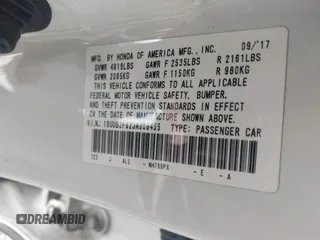 09/'17
MFD. BY HONDA OF AMERICA MFG., INC.
GVWR 4619LBS GAWR F 2535LBS R 2161LBS
GVWR 2095KG GAWR F 1150KG R 980KG
THIS VEHICLE CONFORMS TO ALL APPLICABLE
FEDERAL MOTOR VEHICLE SAFETY, BUMPER,
AND THEFT PREVENTION STANDARDS IN EFFECT
ON THE DATE OF MANUFACTURE SHOWN ABOVE.
V.I.N. TYPE: PASSENGER CAR
J NH788PX E - A
DREAMBID